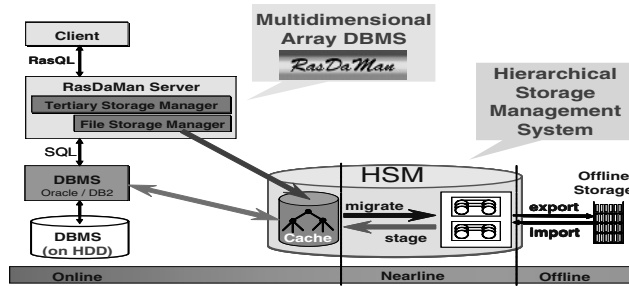 Client
RasQL
RasDaMan Server
Tertiary Storage Manager
File Storage Manager
SQL
DBMS
Oracle / DB2
DBMS
(on HDD)
Multidimensional
Array DBMS
RasDaMan
Hierarchical
Storage
Management
System
HSM
Cache
migrate
stage
export
import
Offline
Storage
Online
Nearline
Offline